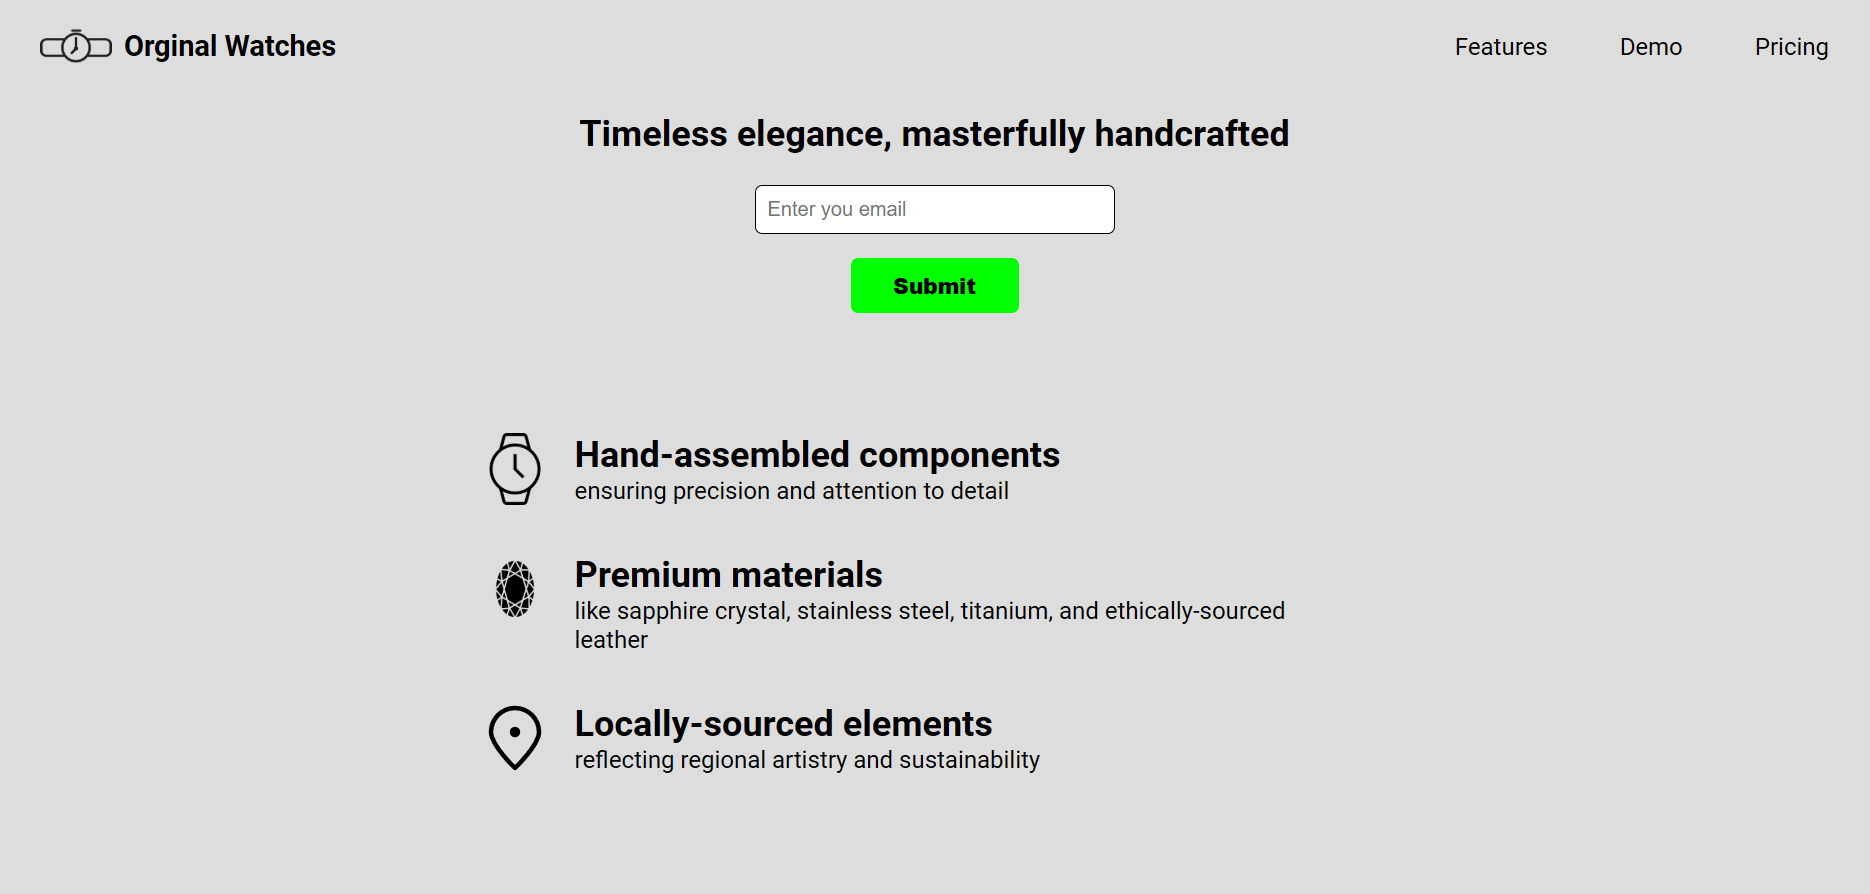 Orginal Watches
Features
Demo
Pricing
Timeless elegance, masterfully handcrafted
Enter you email
Submit
Hand-assembled components
ensuring precision and attention to detail
Premium materials
like sapphire crystal, stainless steel, titanium, and ethically-sourced
leather
Locally-sourced elements
reflecting regional artistry and sustainability